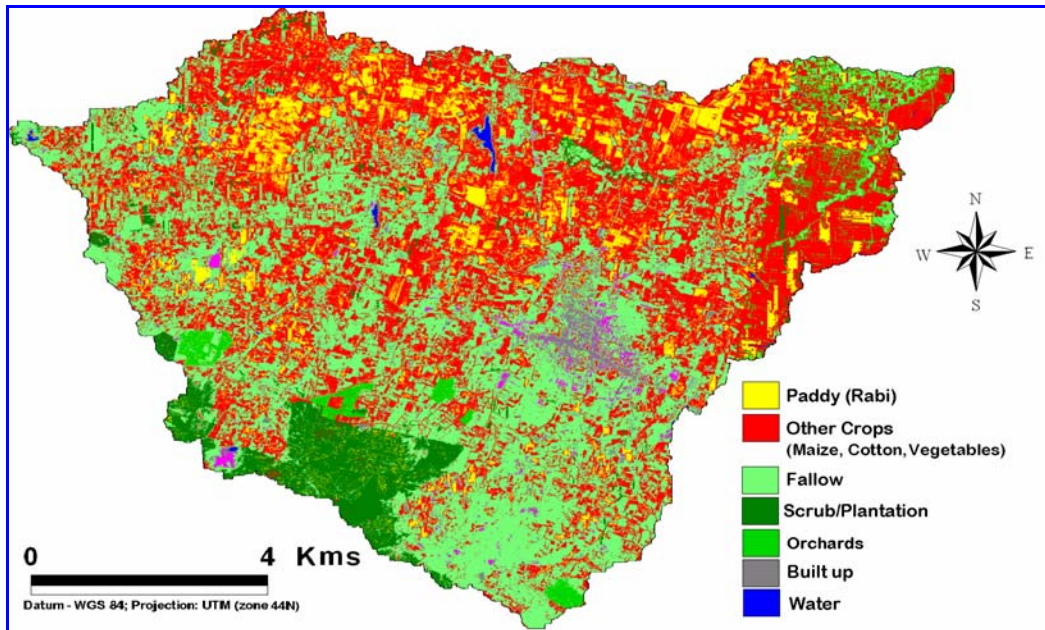 N
W
E
S
Paddy (Rabi)
Other Crops
(Maize, Cotton, Vegetables)
Fallow
Scrub/Plantation
Orchards
Built up
Water
0 4 Kms
Datum - WGS 84; Projection: UTM (zone 44N)